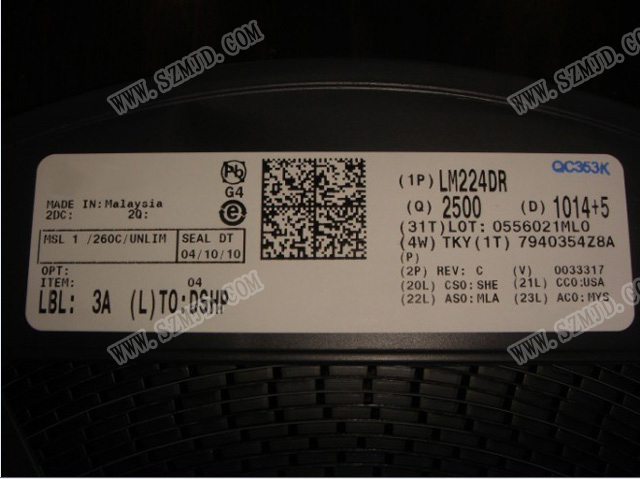 WWW.SZMJD.COM
WWW.SZMJD.COM
QC353K
Pb
G4
e
MADE IN: Malaysia
2DC: 2Q:
MSL 1 /260C/UNLIM
SEAL DT
04/10/10
OPT:
ITEM: 04
LBL: 3A (L)TO:DSHP
(1P) LM224DR
(Q) 2500 (D) 1014+5
(31T)LOT: 0556021ML0
(4W) TKY(1T) 7940354Z8A
(P)
(2P) REV: C (V) 0033317
(20L) CSO:SHE (21L) CCO:USA
(22L) ASO:MLA (23L) ACO:MYS
WWW.SZMJD.COM
WWW.SZMJD.COM